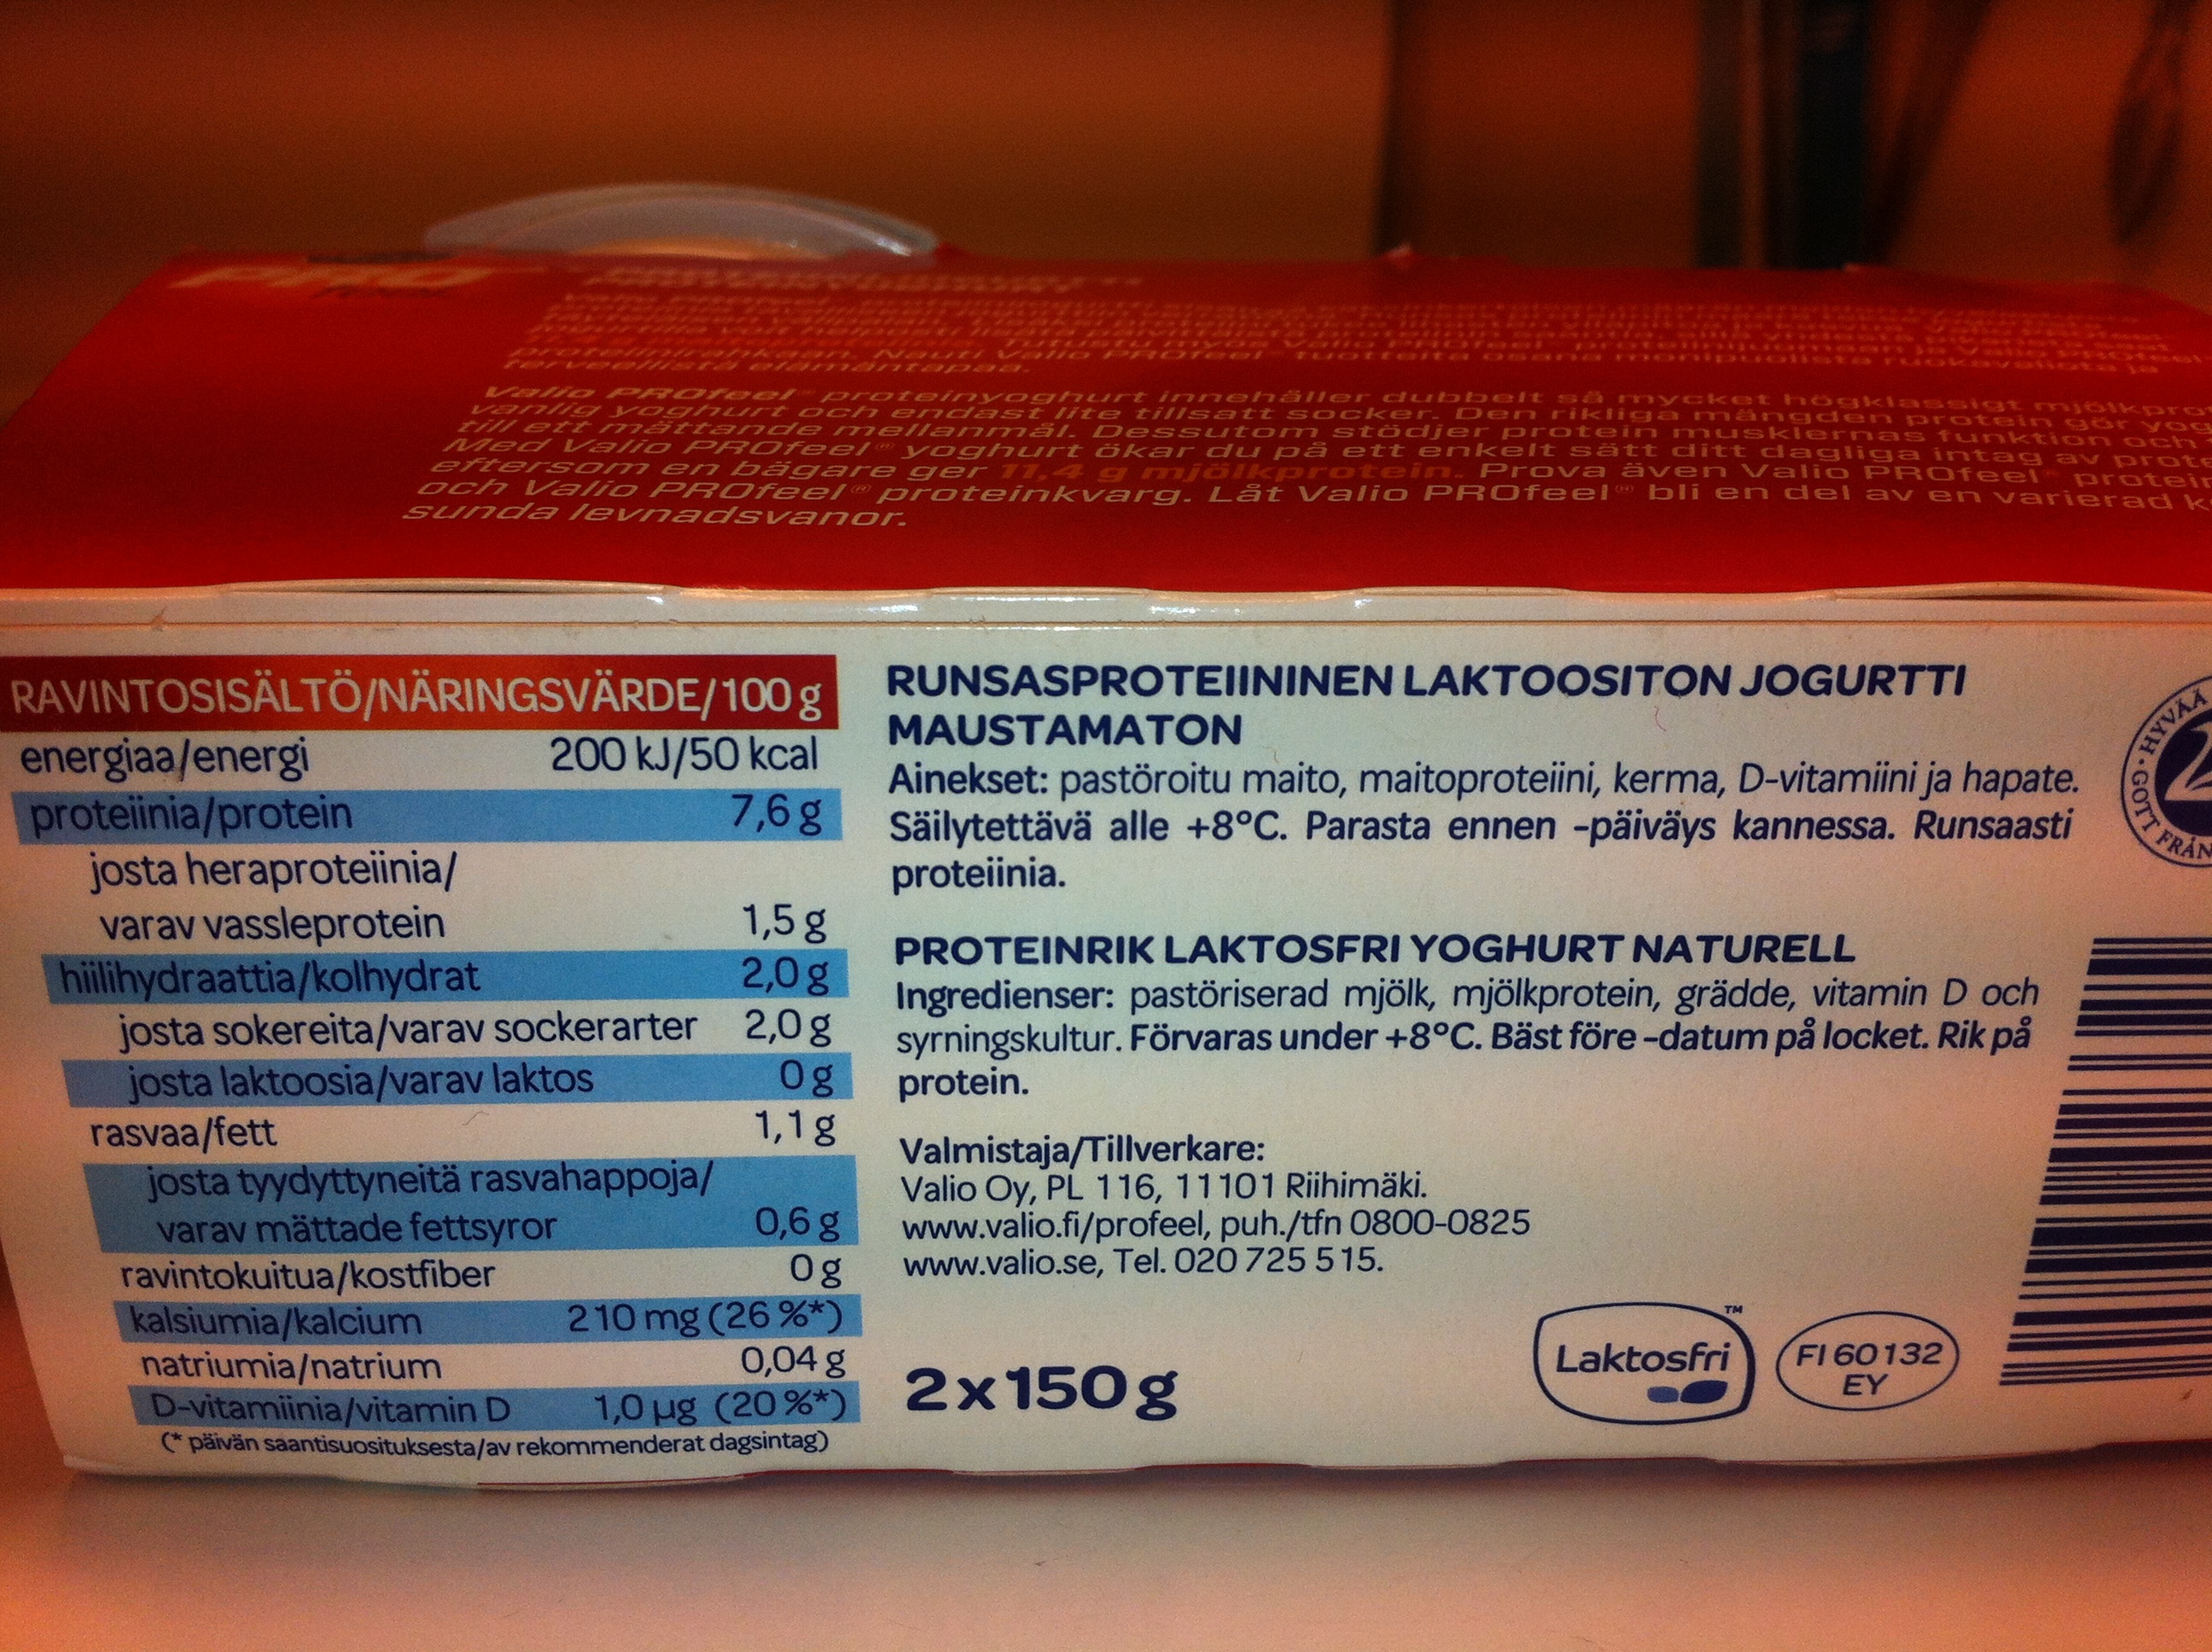 PRO
Valio PROfeel® proteinyoghurt innehåller dubbelt så mycket högklassigt mjölkpro
vanlig yoghurt och endast lite tillsatt socker. Den rikliga mängden protein gör yog
till ett mättande mellanmål. Dessutom stödjer protein musklernas funktion och
Med Valio PROfeel® yoghurt ökar du på ett enkelt sätt ditt dagliga intag av prote
eftersom en bägare ger 11,4 g mjölkprotein. Prova även Valio PROfeel® protein
och Valio PROfeel® proteinkvarg. Låt Valio PROfeel® bli en del av en varierad k
sunda levnadsvanor.
RAVINTOSISÄLTÖ/NÄRINGSVÄRDE/100 g
energiaa/energi 200 kJ/50 kcal
proteiinia/protein 7,6 g
josta heraproteiinia/
varav vassleprotein 1,5 g
hiilihydraattia/kolhydrat 2,0 g
josta sokereita/varav sockerarter 2,0 g
josta laktoosia/varav laktos 0 g
rasvaa/fett 1,1 g
josta tyydyttyneitä rasvahappoja/
varav mättade fettsyror 0,6 g
ravintokuitua/kostfiber 0 g
kalsiumia/kalcium 210 mg (26 %*)
natriumia/natrium 0,04 g
D-vitamiinia/vitamin D 1,0 µg (20 %*)
(* päivän saantisuosituksesta/av rekommenderat dagsintag)
RUNSASPROTEIININEN LAKTOOSITON JOGURTTI
MAUSTAMATON
Ainekset: pastöroitu maito, maitoproteiini, kerma, D-vitamiini ja hapate.
Säilytettävä alle +8°C. Parasta ennen -päiväys kannessa. Runsaasti
proteiinia.
PROTEINRIK LAKTOSFRI YOGHURT NATURELL
Ingredienser: pastöriserad mjölk, mjölkprotein, grädde, vitamin D och
syrningskultur. Förvaras under +8°C. Bäst före -datum på locket. Rik på
protein.
Valmistaja/Tillverkare:
Valio Oy, PL 116, 11101 Riihimäki.
www.valio.fi/profeel, puh./tfn 0800-0825
www.valio.se, Tel. 020 725 515.
2x150g
Laktosfri™
FI 60132
EY
HYVÄÄ
GOTT FRÅN